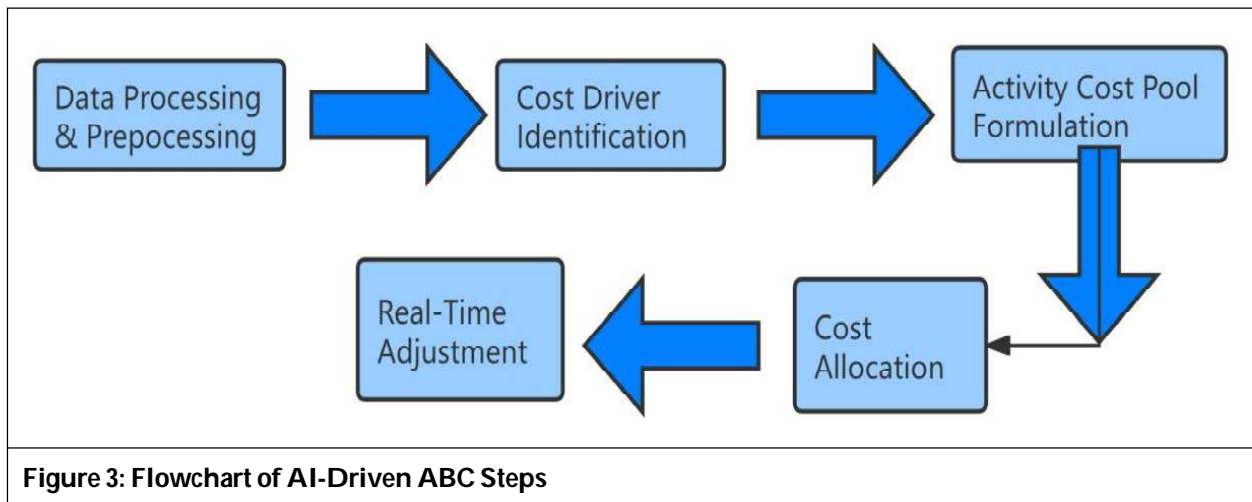 Data Processing
& Prepocessing
Cost Driver
Identification
Activity Cost Pool
Formulation
Cost
Allocation
Real-Time
Adjustment
Figure 3: Flowchart of AI-Driven ABC Steps